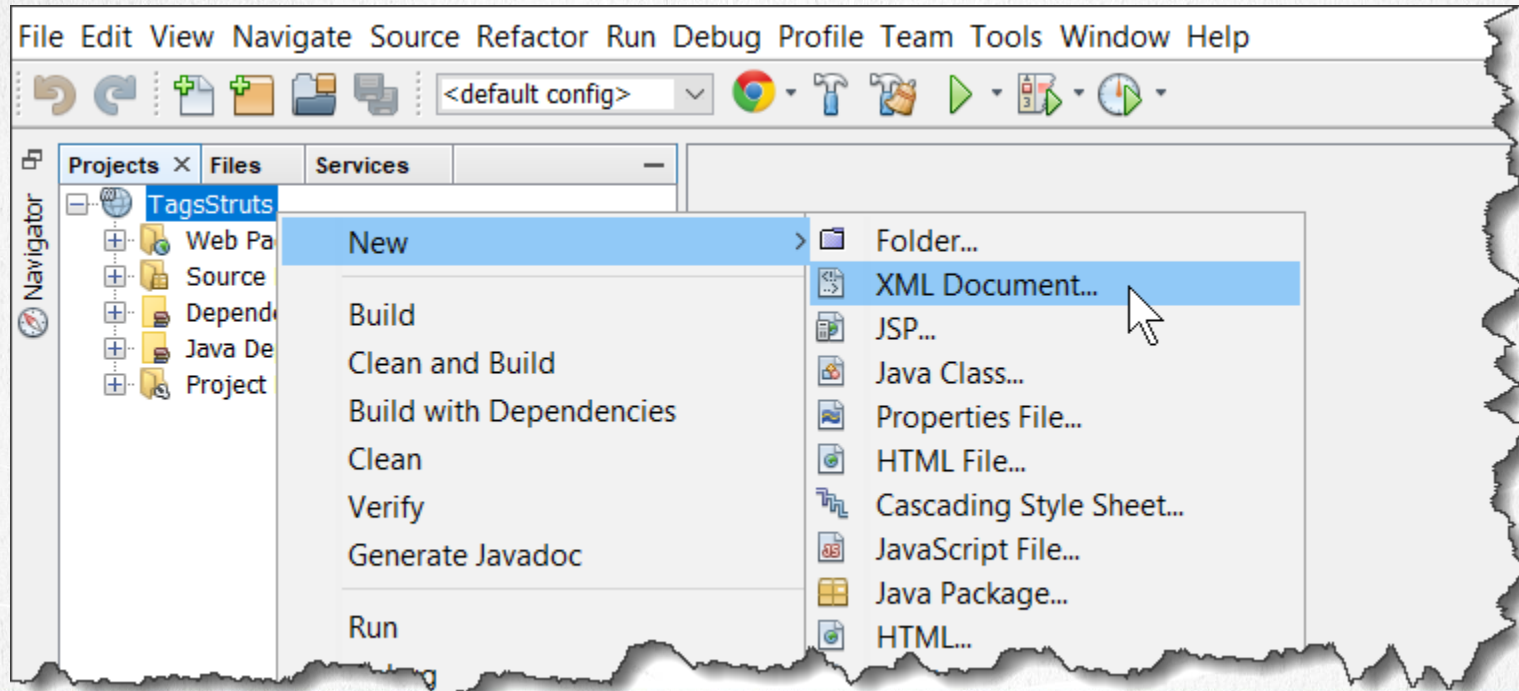 File Edit View Navigate Source Refactor Run Debug Profile Team Tools Window Help
<default config>
Projects Files Services
Navigator
TagsStruts
Web Pa
Source
Depend
Java De
Project
New
Build
Clean and Build
Build with Dependencies
Clean
Verify
Generate Javadoc
Run
Folder...
XML Document...
JSP...
Java Class...
Properties File...
HTML File...
Cascading Style Sheet...
JavaScript File...
Java Package...
HTML...